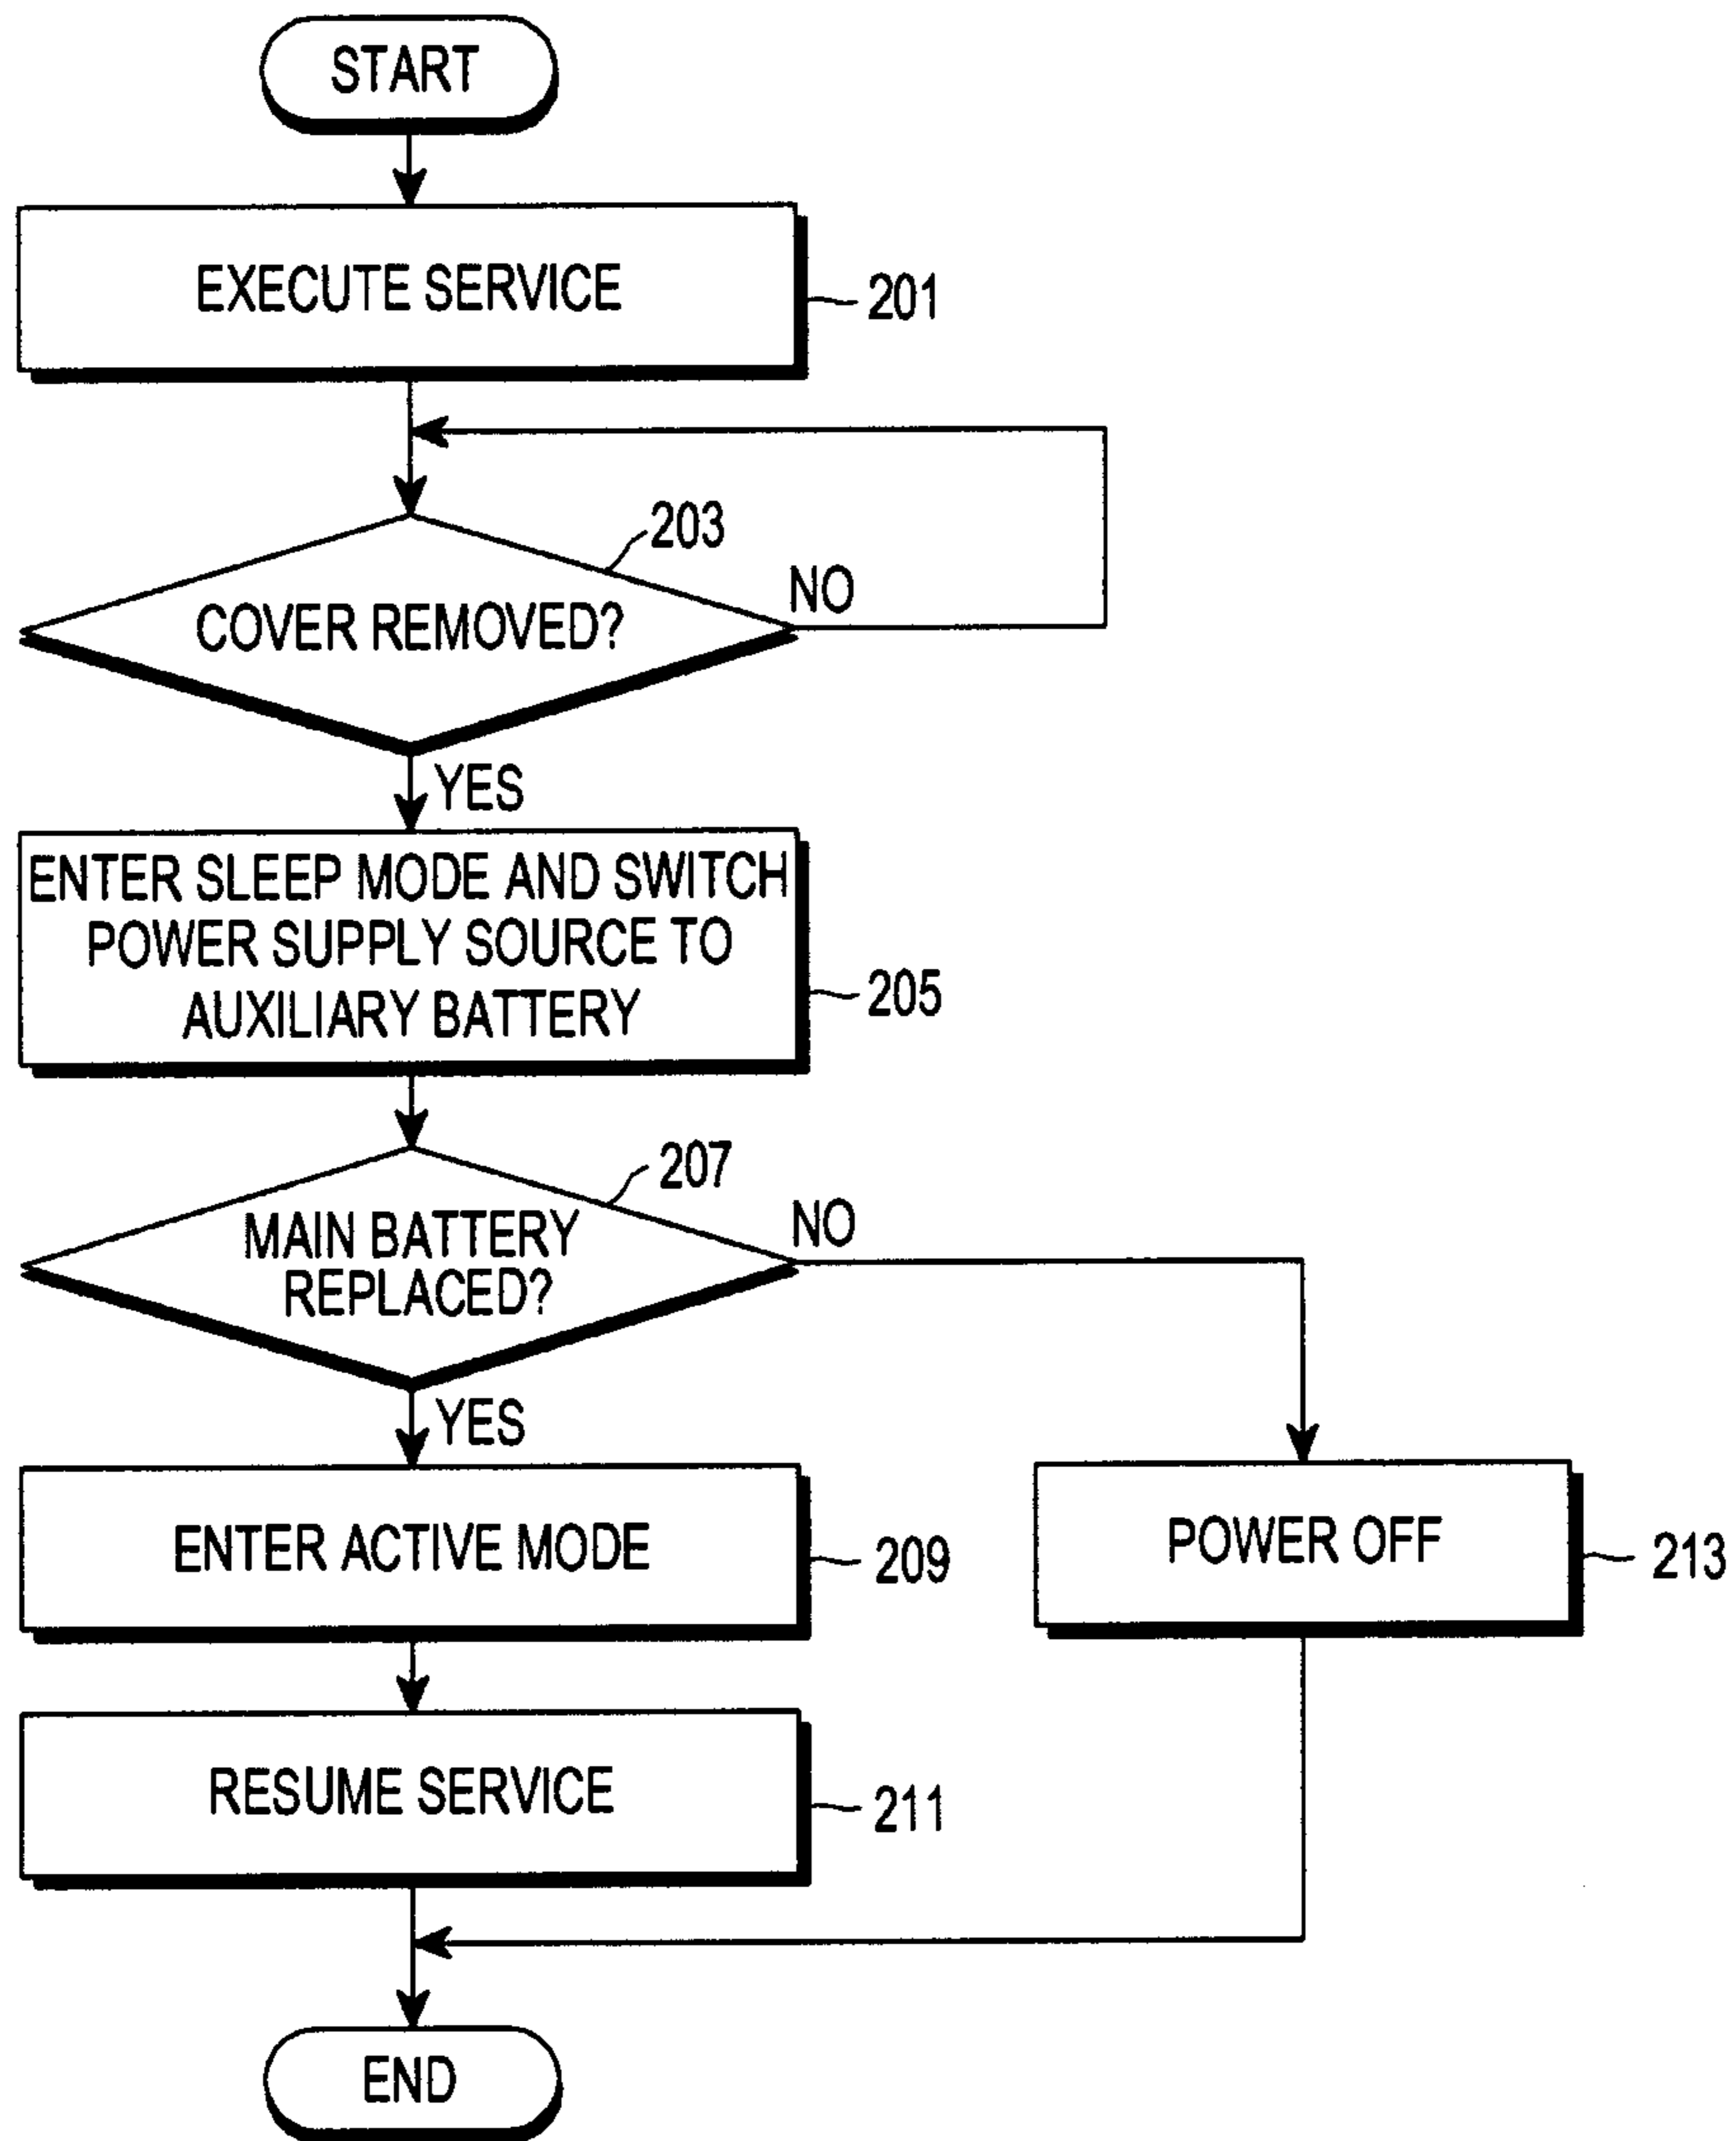 START
EXECUTE SERVICE
201
203
COVER REMOVED?
NO
YES
ENTER SLEEP MODE AND SWITCH
POWER SUPPLY SOURCE TO
AUXILIARY BATTERY
205
207
MAIN BATTERY
REPLACED?
NO
YES
ENTER ACTIVE MODE
209
POWER OFF
213
RESUME SERVICE
211
END